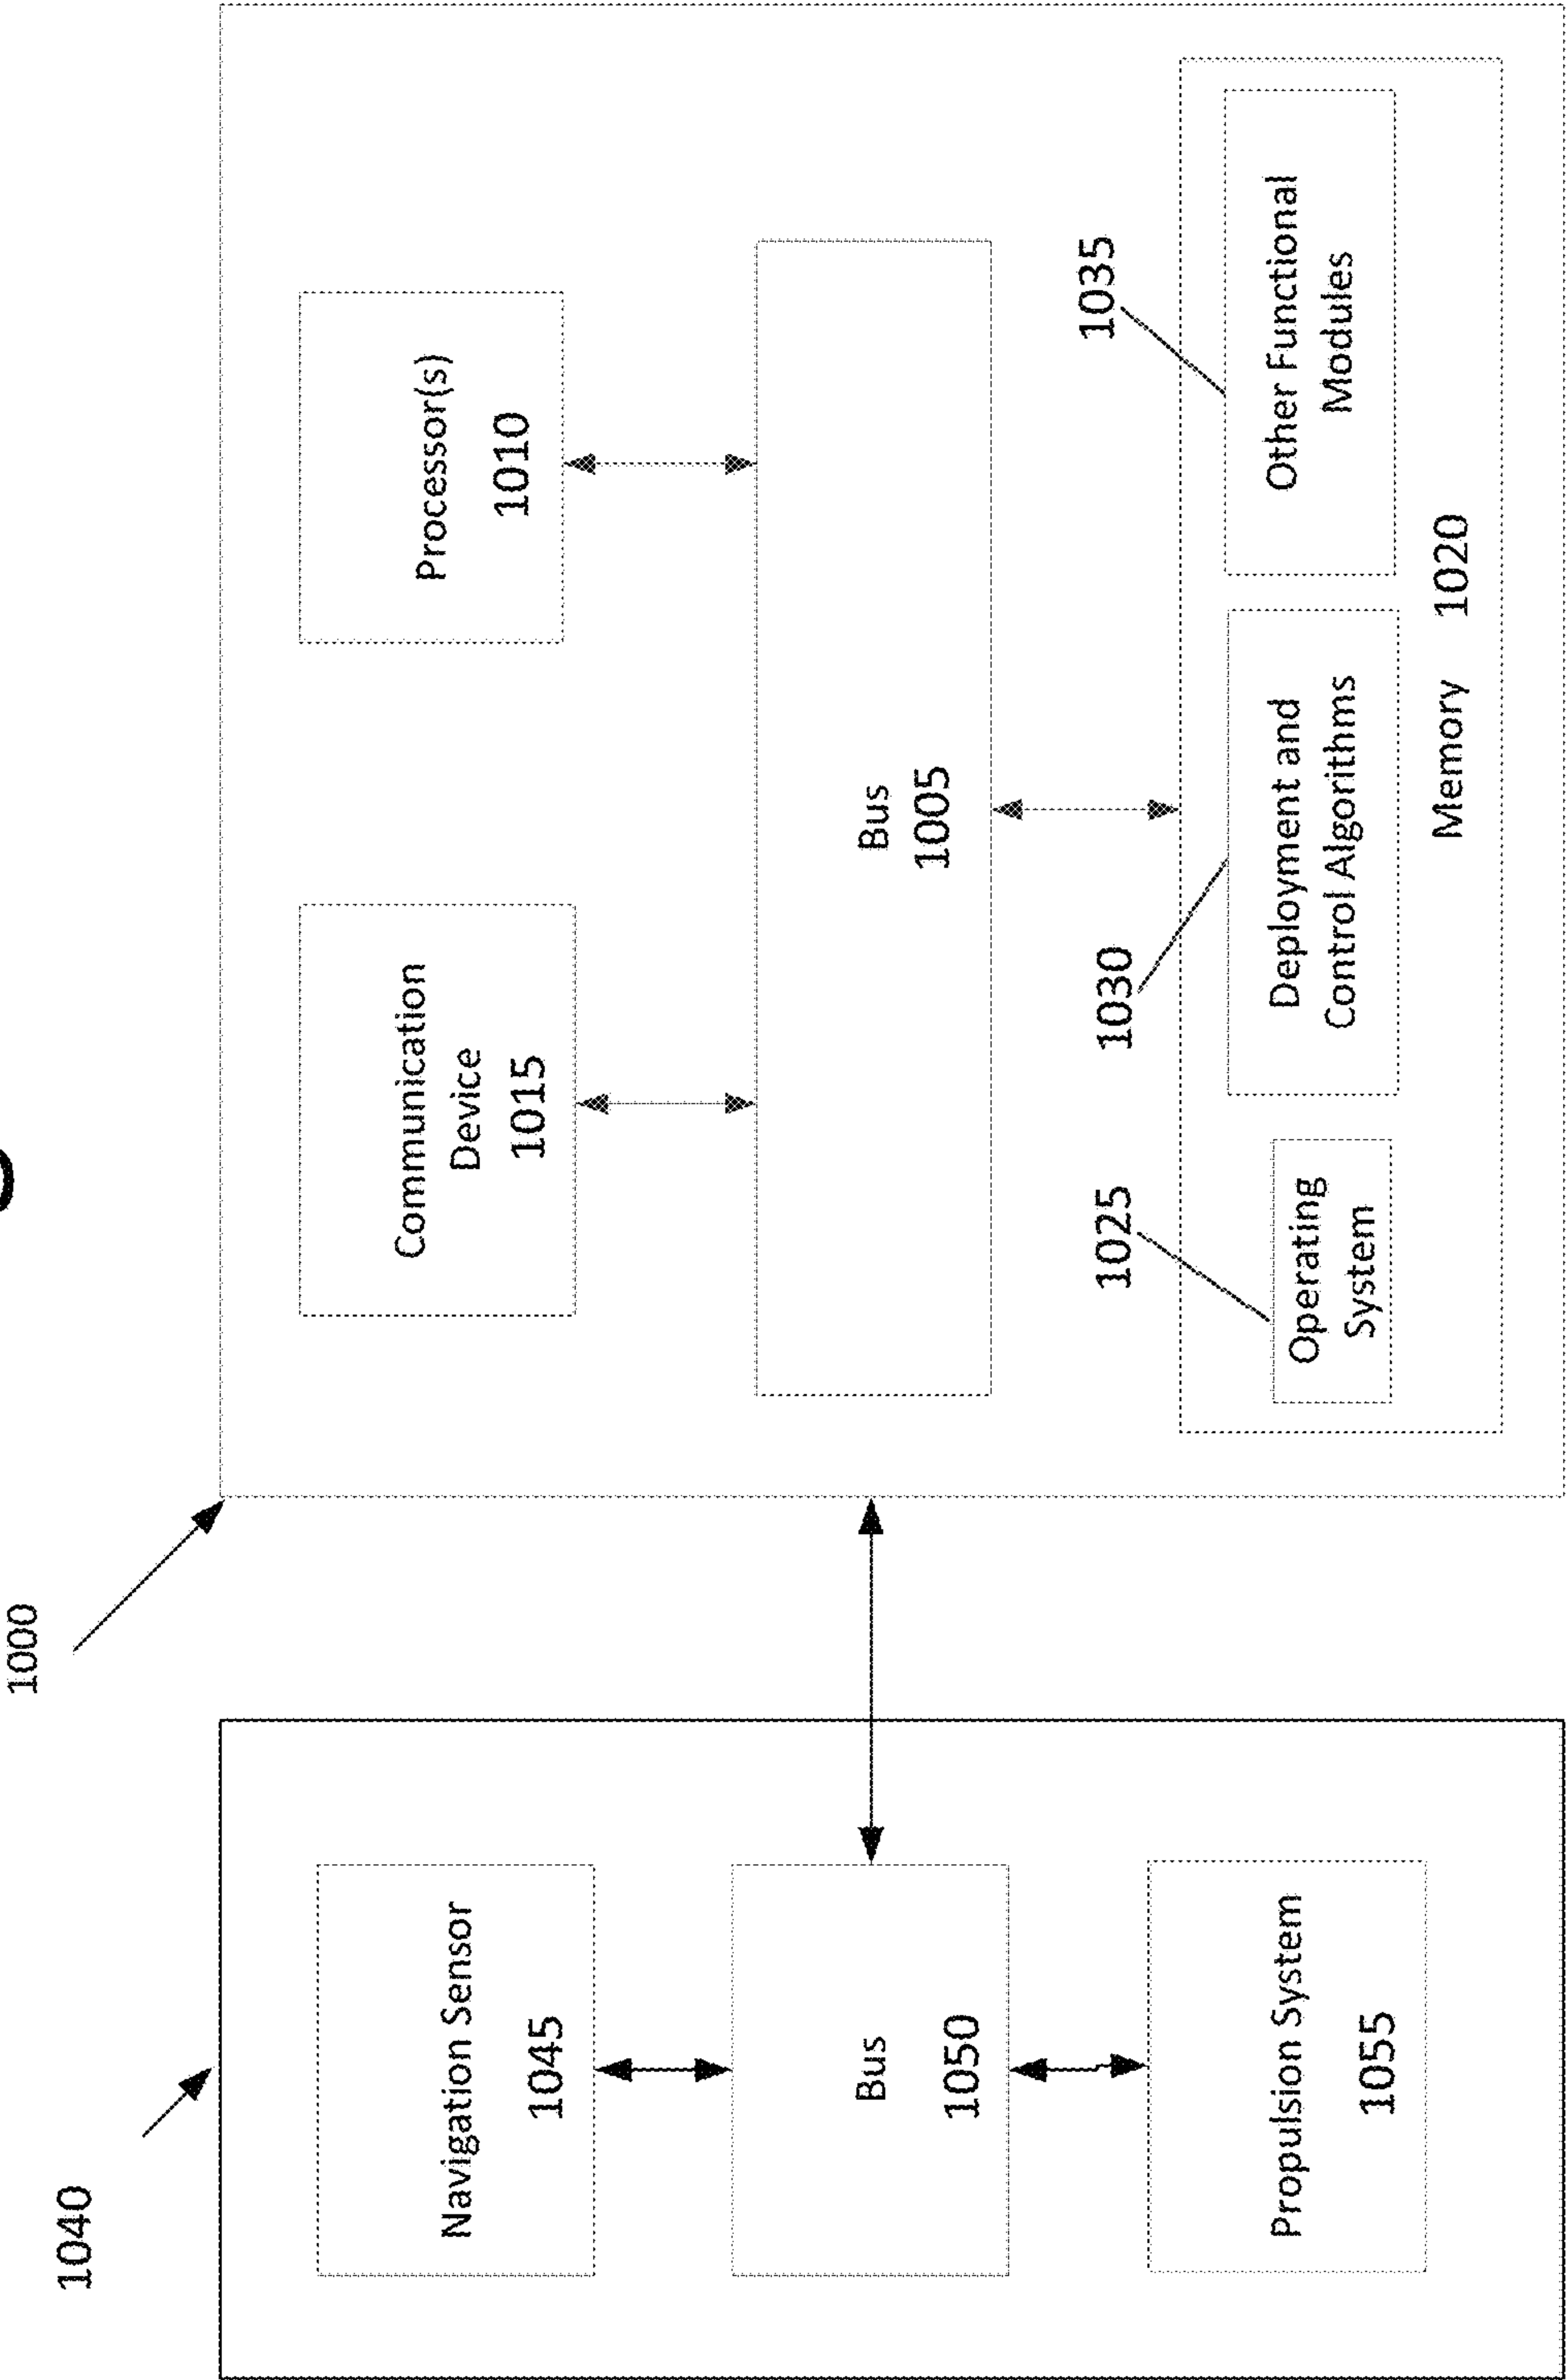 1040
1000
Navigation Sensor
1045
Bus
1050
Propulsion System
1055
Communication
Device
1015
Processor(s)
1010
Bus
1005
1025
1030
1035
Operating
System
Deployment and
Control Algorithms
Other Functional
Modules
Memory 1020